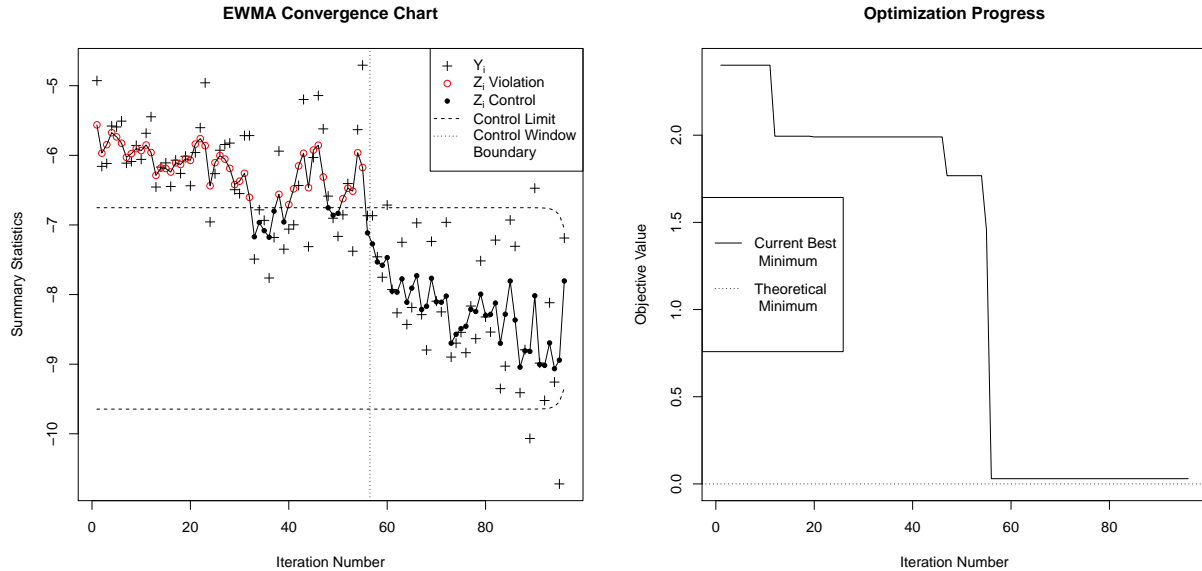 EWMA Convergence Chart
Summary Statistics
-5
-6
-7
-8
-9
-10
Yi
Zi Violation
Zi Control
Control Limit
Control Window
Boundary
0
20
40
60
80
Iteration Number
Optimization Progress
Objective Value
2.0
1.5
1.0
0.5
0.0
Current Best
Minimum
Theoretical
Minimum
0
20
40
60
80
Iteration Number